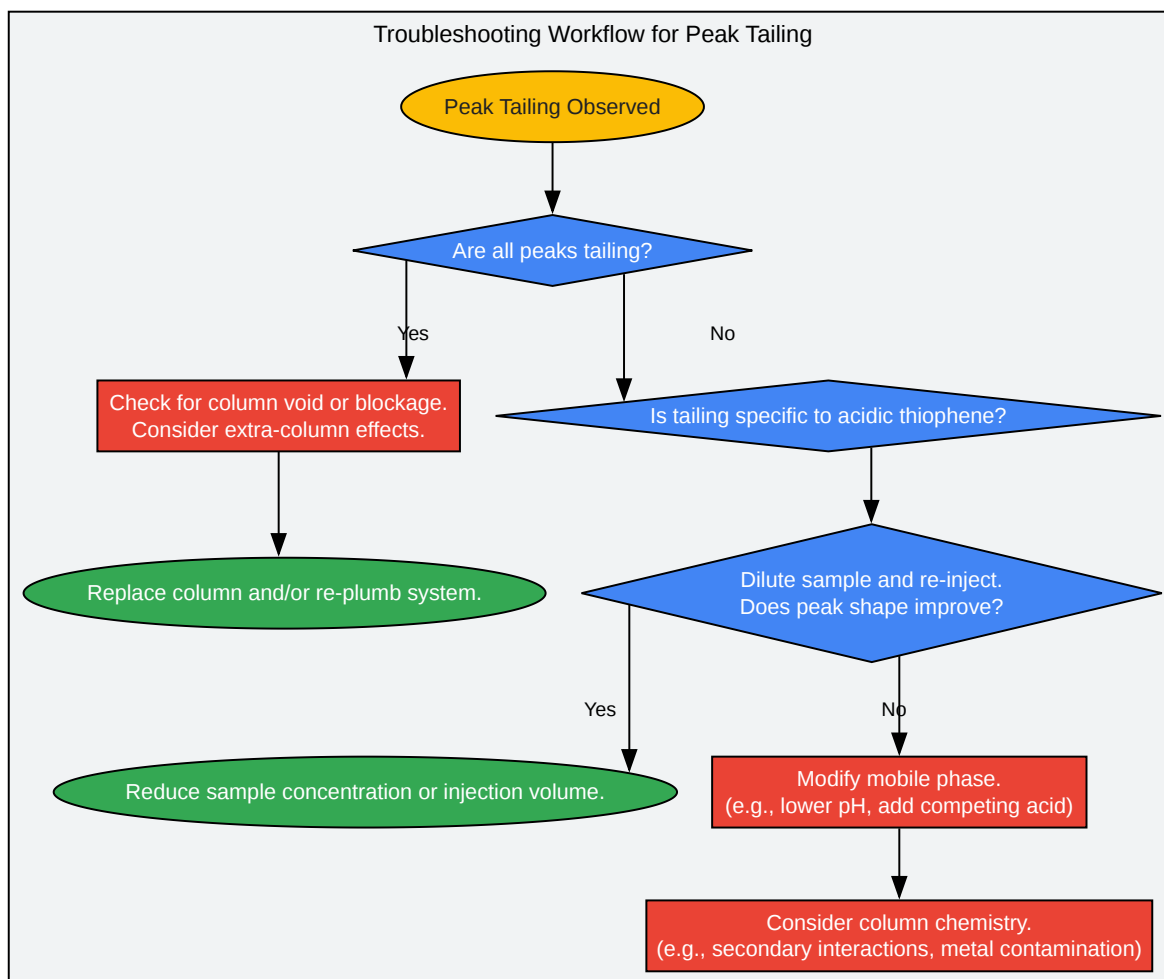 Troubleshooting Workflow for Peak Tailing
Peak Tailing Observed
Are all peaks tailing?
Yes
No
Check for column void or blockage.
Consider extra-column effects.
Is tailing specific to acidic thiophene?
Replace column and/or re-plumb system.
Dilute sample and re-inject.
Does peak shape improve?
Yes
No
Reduce sample concentration or injection volume.
Modify mobile phase.
(e.g., lower pH, add competing acid)
Consider column chemistry.
(e.g., secondary interactions, metal contamination)